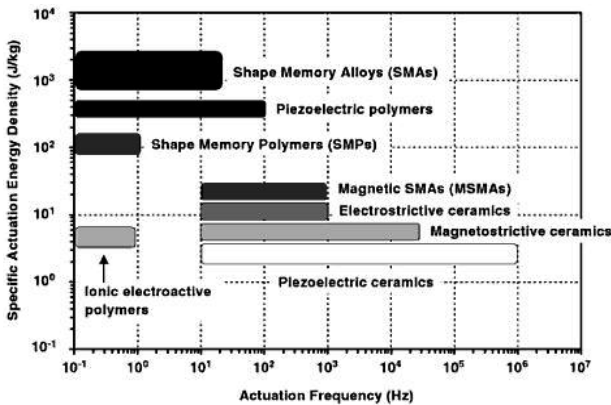 Specific Actuation Energy Density (J/kg)
10⁴
10³
10²
10¹
10⁰
10⁻¹
Shape Memory Alloys (SMAs)
Piezoelectric polymers
Shape Memory Polymers (SMPs)
Magnetic SMAs (MSMAs)
Electrostrictive ceramics
Magnetostrictive ceramics
Piezoelectric ceramics
Ionic electroactive
polymers
10⁻¹ 10⁰ 10¹ 10² 10³ 10⁴ 10⁵ 10⁶ 10⁷
Actuation Frequency (Hz)